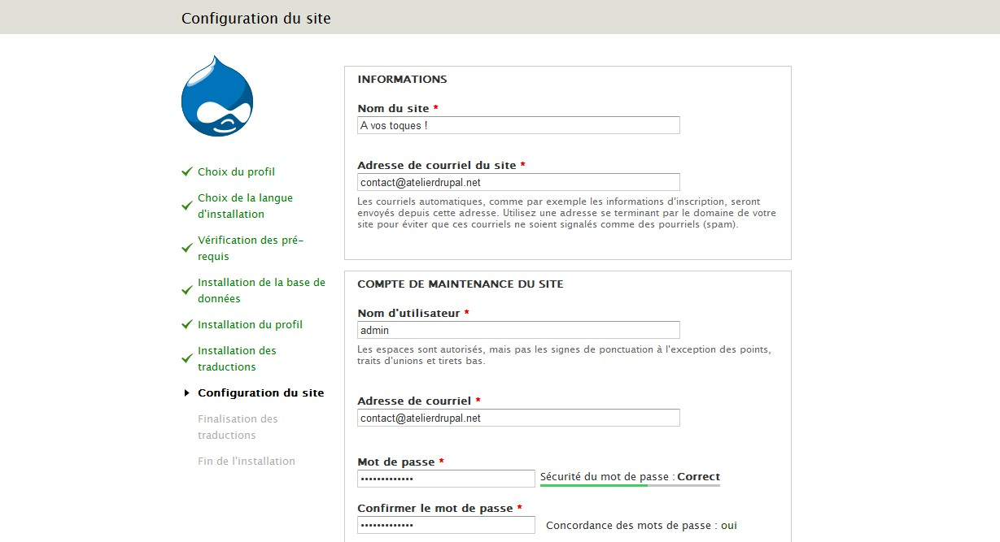 Configuration du site
Choix du profil
Choix de la langue
d'installation
Vérification des pré-
requis
Installation de la base de
données
Installation du profil
Installation des
traductions
Configuration du site
Finalisation des
traductions
Fin de l'installation
INFORMATIONS
Nom du site *
A vos toques !
Adresse de courriel du site *
contact@atelierdrupal.net
Les courriels automatiques, comme par exemple les informations d'inscription, seront
envoyés depuis cette adresse. Utilisez une adresse se terminant par le domaine de votre
site pour éviter que ces courriels ne soient signalés comme des pourriels (spam).
COMPTE DE MAINTENANCE DU SITE
Nom d'utilisateur *
admin
Les espaces sont autorisés, mais pas les signes de ponctuation à l'exception des points,
traits d'unions et tirets bas.
Adresse de courriel *
contact@atelierdrupal.net
Mot de passe *
•••••••••••••
Sécurité du mot de passe : Correct
Confirmer le mot de passe *
•••••••••••••
Concordance des mots de passe : oui